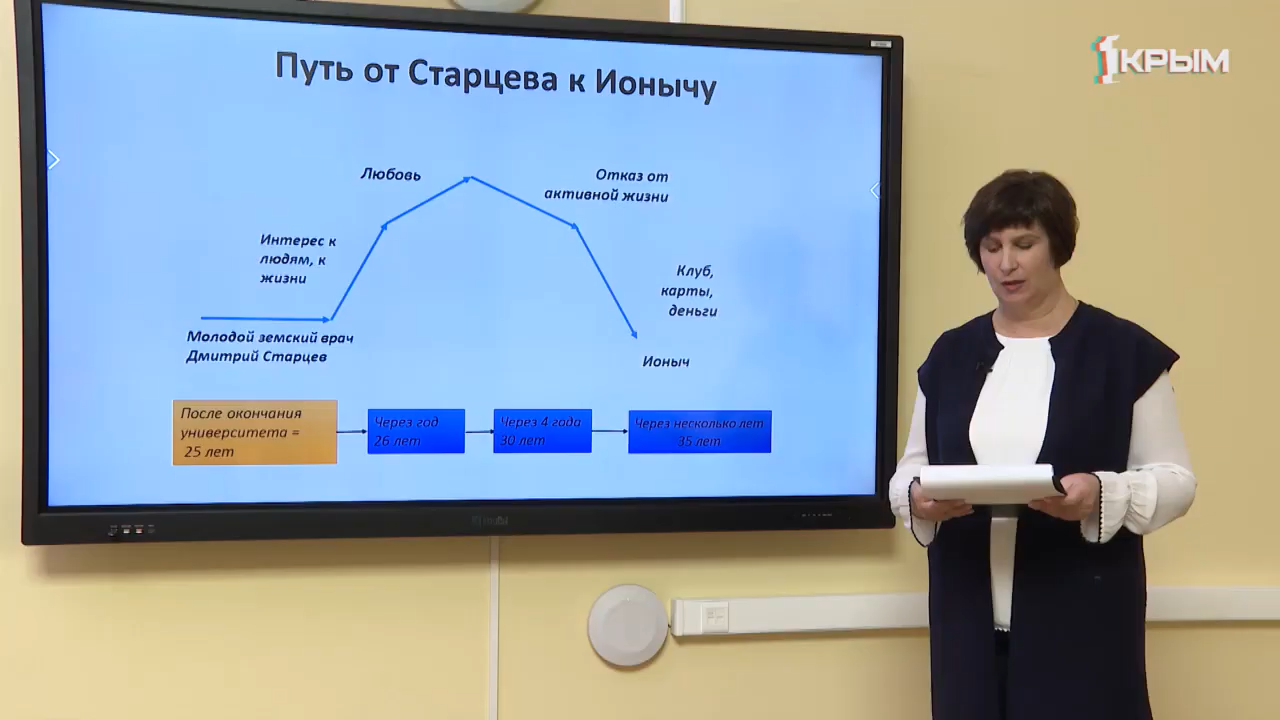 Путь от Старцева к Ионычу
1КРЫМ
Любовь
Отказ от
активной жизни
Интерес к
людям, к
жизни
Клуб,
карты,
деньги
Молодой земский врач
Дмитрий Старцев
Ионыч
После окончания
университета =
25 лет
Через год
26 лет
Через 4 года
30 лет
Через несколько лет
35 лет